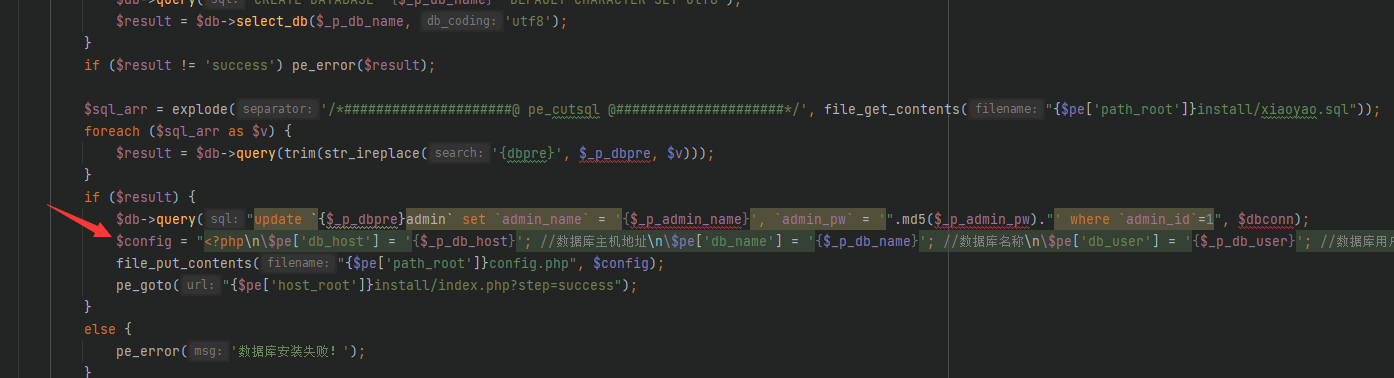 $db->query( sql: "CREATE DATABASE `{$_p_db_name}` DEFAULT CHARACTER SET utf8");
$result = $db->select_db($_p_db_name, db_coding: 'utf8');
}
if ($result != 'success') pe_error($result);
$sql_arr = explode( separator: '/*#####################@ pe_cutsql @#####################*/', file_get_contents( filename: "{$pe['path_root']}install/xiaoyao.sql"));
foreach ($sql_arr as $v) {
$result = $db->query(trim(str_ireplace( search: '{dbpre}', $_p_dbpre, $v)));
}
if ($result) {
$db->query( sql: "update `{$_p_dbpre}admin` set `admin_name` = '{$_p_admin_name}', `admin_pw` = '".md5($_p_admin_pw)."' where `admin_id`=1", $dbconn);
$config = "<?php\n\$pe['db_host'] = '{$_p_db_host}'; //数据库主机地址\n\$pe['db_name'] = '{$_p_db_name}'; //数据库名称\n\$pe['db_user'] = '{$_p_db_user}'; //数据库用户
file_put_contents( filename: "{$pe['path_root']}config.php", $config);
pe_goto( url: "{$pe['host_root']}install/index.php?step=success");
}
else {
pe_error( msg: '数据库安装失败！');
}